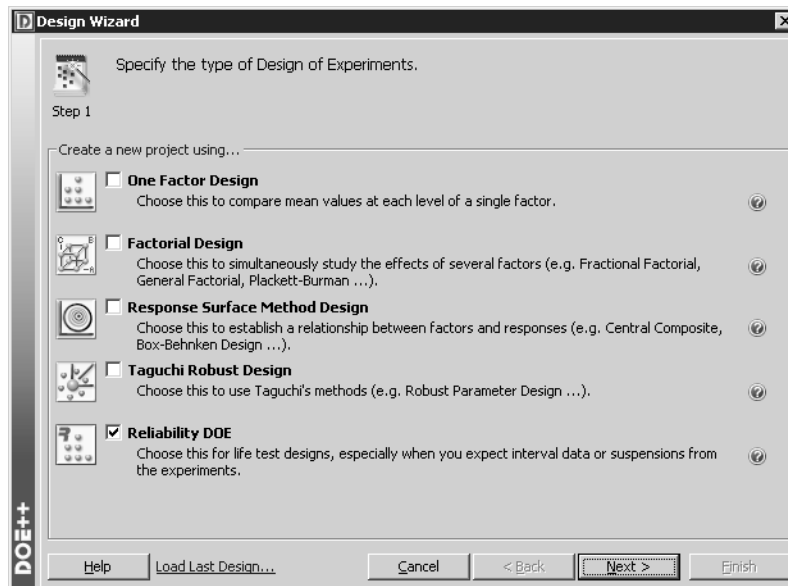 Design Wizard
Specify the type of Design of Experiments.
Step 1
Create a new project using...
One Factor Design
Choose this to compare mean values at each level of a single factor.
Factorial Design
Choose this to simultaneously study the effects of several factors (e.g. Fractional Factorial,
General Factorial, Plackett-Burman ...).
Response Surface Method Design
Choose this to establish a relationship between factors and responses (e.g. Central Composite,
Box-Behnken Design ...).
Taguchi Robust Design
Choose this to use Taguchi's methods (e.g. Robust Parameter Design ...).
Reliability DOE
Choose this for life test designs, especially when you expect interval data or suspensions from
the experiments.
DOE++
Help Load Last Design... Cancel < Back Next > Finish